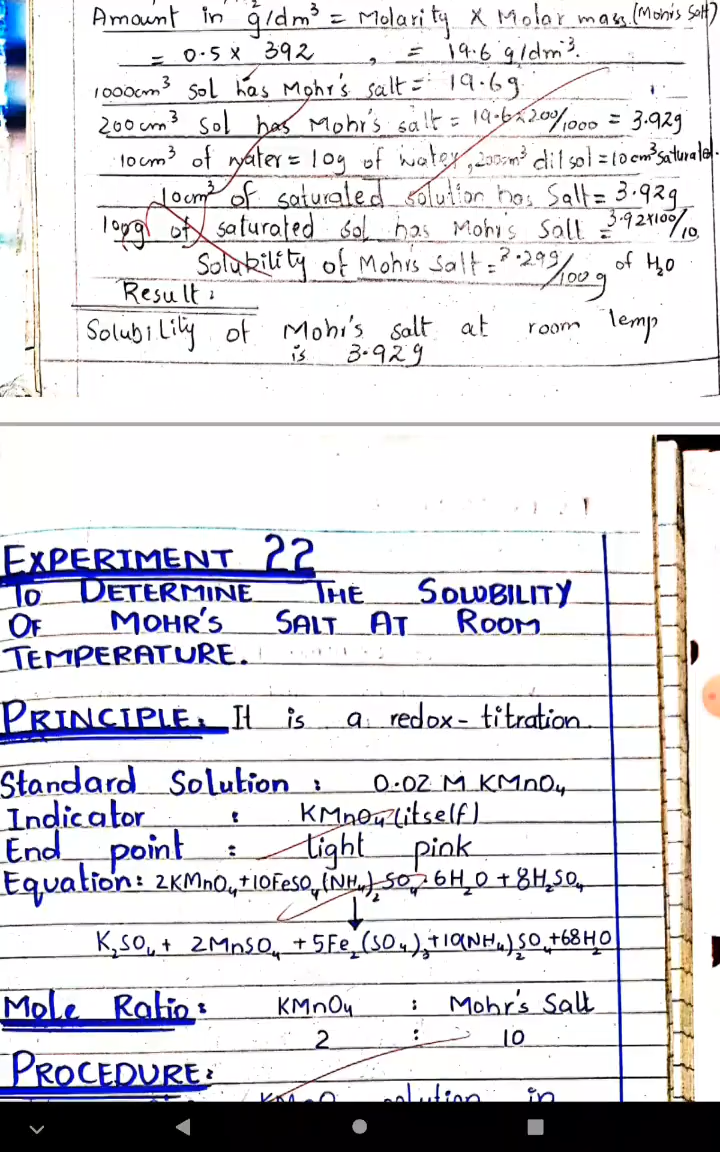 Amount in g/dm³ = Molarity × Molar mass. (Mohr's Salt)
= 0.5 × 392 , = 19.6 g/dm³.
1000cm³ sol has Mohr's salt = 19.6g
200cm³ sol has Mohr's salt = 19.6×200/1000 = 3.92g
10cm³ of water = 10g of water, 200cm³ dil sol = 10cm³ saturated.
10cm³ of saturated solution has Salt = 3.92g
100g of saturated sol has Mohr's Salt = 3.92×100/10
Solubility of Mohr's Salt = /100g of H₂O
Result:
Solubility of Mohr's salt at room temp
is 3.92g
EXPERIMENT 22
TO DETERMINE THE SOLUBILITY
OF MOHR'S SALT AT ROOM
TEMPERATURE.
PRINCIPLE: It is a redox-titration
Standard Solution : 0.02 M KMnO₄
Indicator : KMnO₄ (itself)
End point : light pink
Equation: 2KMnO₄+10FeSO₄(NH₄)₂SO₄.6H₂O + 8H₂SO₄
↓
K₂SO₄ + 2MnSO₄ + 5Fe₂(SO₄)₃+10(NH₄)₂SO₄+68H₂O
Mole Ratio: KMnO₄ : Mohr's Salt
2 : 10
PROCEDURE:
solution in